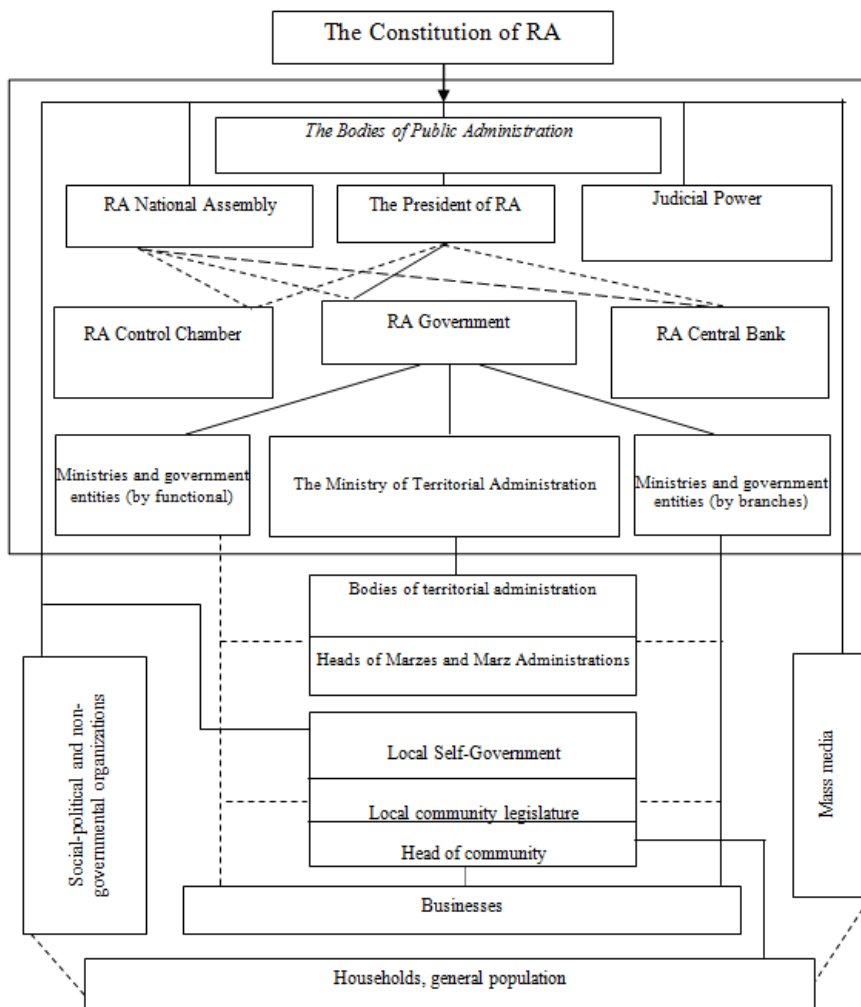 The Constitution of RA
The Bodies of Public Administration
RA National Assembly
The President of RA
Judicial Power
RA Control Chamber
RA Government
RA Central Bank
Ministries and government
entities (by functional)
The Ministry of Territorial Administration
Ministries and government
entities (by branches)
Bodies of territorial administration
Heads of Marzes and Marz Administrations
Social-political and non-
governmental organizations
Local Self-Government
Local community legislature
Head of community
Mass media
Businesses
Households, general population